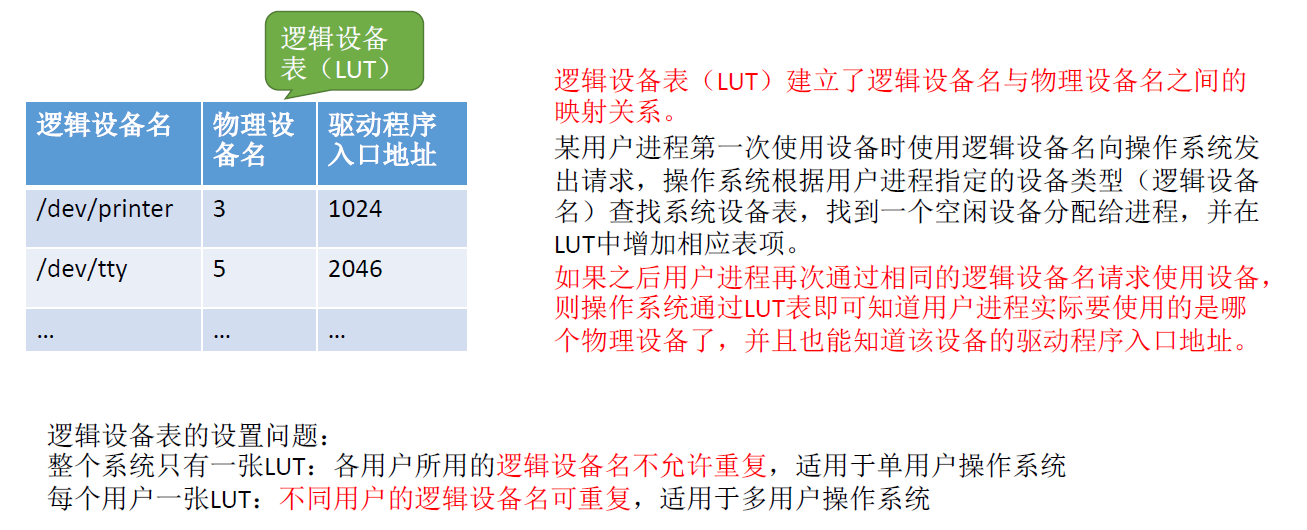 逻辑设备
表（LUT）
逻辑设备名 物理设备名 驱动程序入口地址
/dev/printer 3 1024
/dev/tty 5 2046
... ... ...
逻辑设备表（LUT）建立了逻辑设备名与物理设备名之间的
映射关系。
某用户进程第一次使用设备时使用逻辑设备名向操作系统发
出请求，操作系统根据用户进程指定的设备类型（逻辑设备
名）查找系统设备表，找到一个空闲设备分配给进程，并在
LUT中增加相应表项。
如果之后用户进程再次通过相同的逻辑设备名请求使用设备，
则操作系统通过LUT表即可知道用户进程实际要使用的是哪
个物理设备了，并且也能知道该设备的驱动程序入口地址。
逻辑设备表的设置问题：
整个系统只有一张LUT：各用户所用的逻辑设备名不允许重复，适用于单用户操作系统
每个用户一张LUT：不同用户的逻辑设备名可重复，适用于多用户操作系统